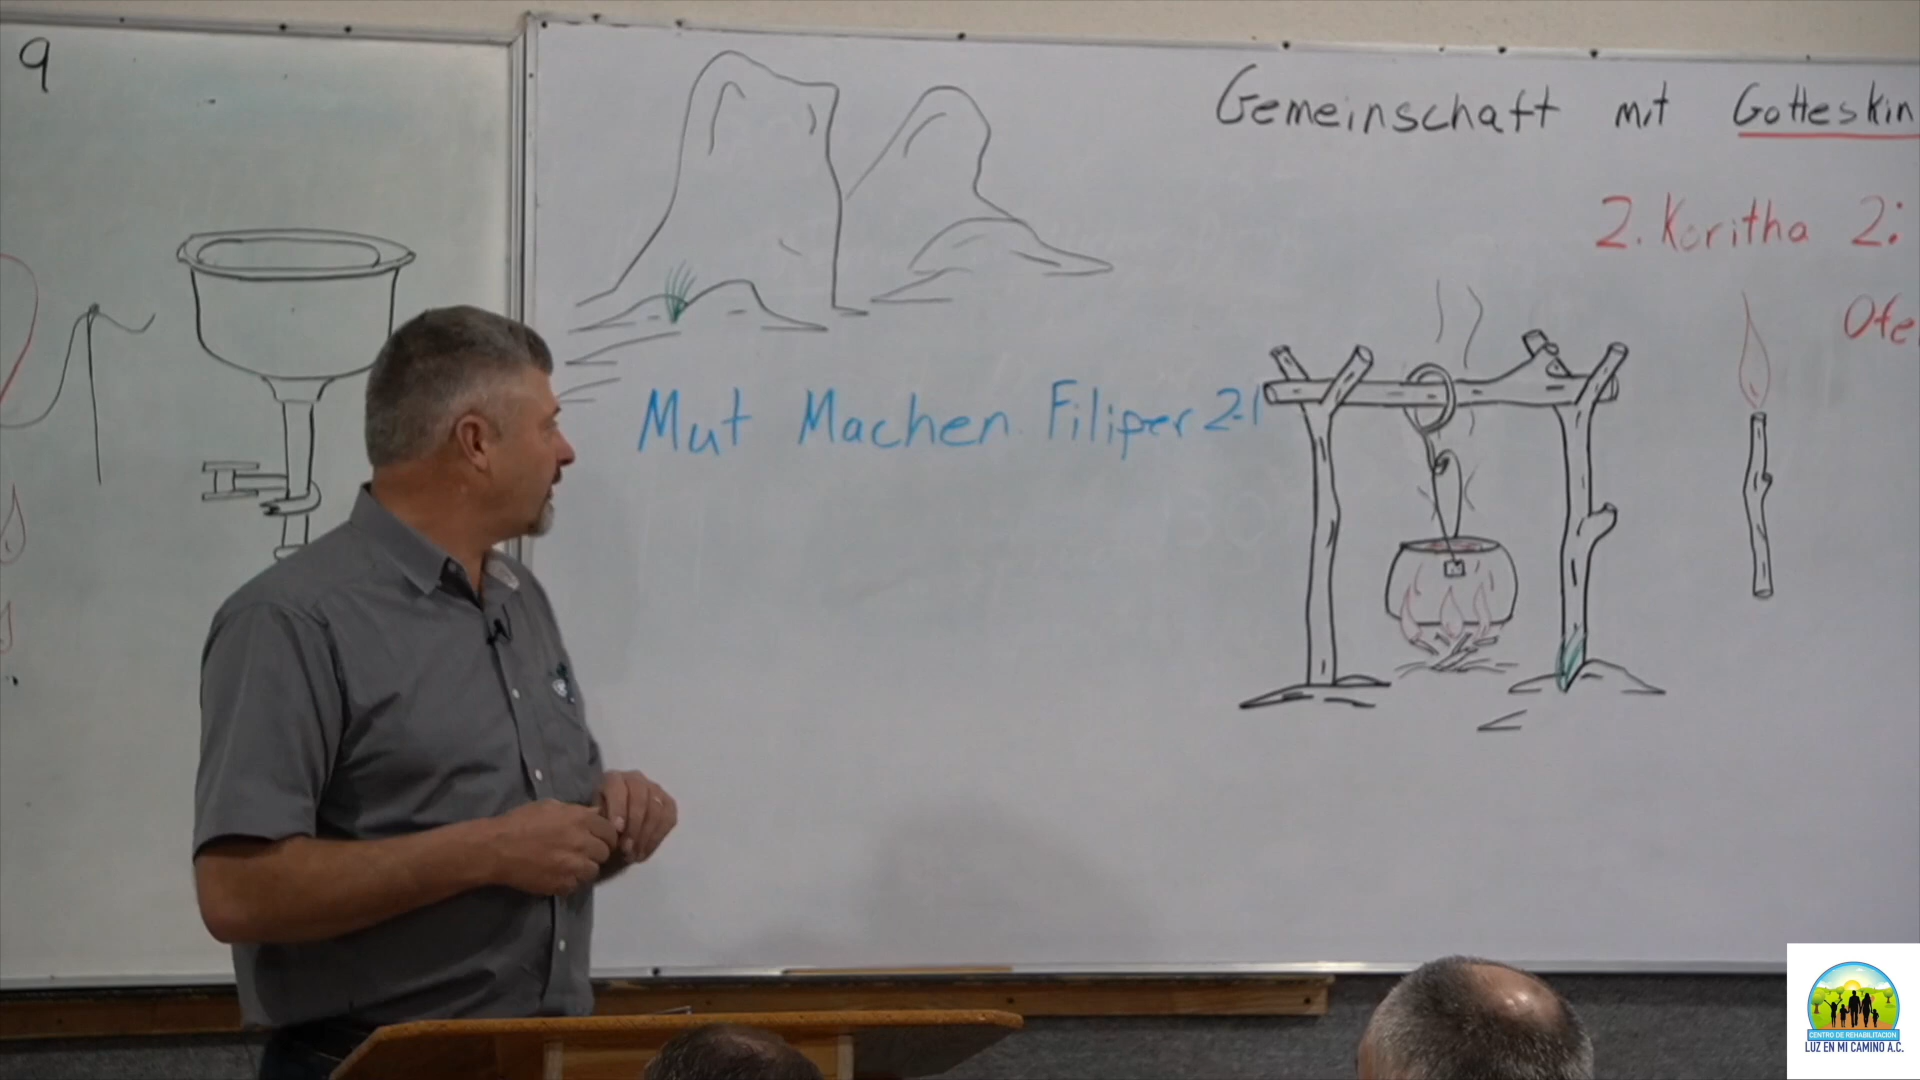 9
Gemeinschaft mit Gotteskin
2. Koritha 2:
Ofe
Mut Machen Filiper 2.1
CENTRO DE REHABILITACION
LUZ EN MI CAMINO A.C.